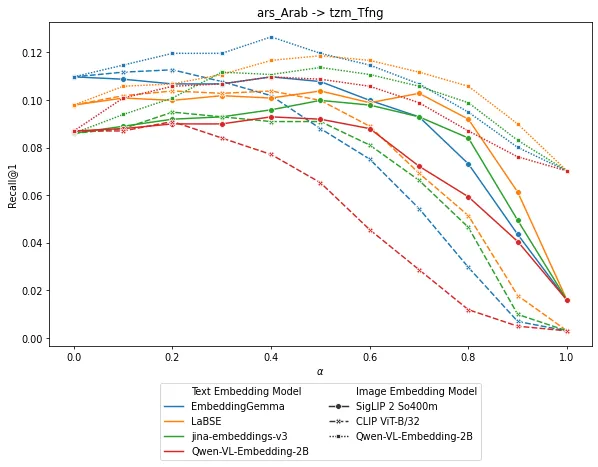 ars_Arab -> tzm_Tfng
Recall@1
0.12
0.10
0.08
0.06
0.04
0.02
0.00
0.0 0.2 0.4 0.6 0.8 1.0
α
Text Embedding Model
EmbeddingGemma
LaBSE
jina-embeddings-v3
Qwen-VL-Embedding-2B
Image Embedding Model
SigLIP 2 So400m
CLIP ViT-B/32
Qwen-VL-Embedding-2B